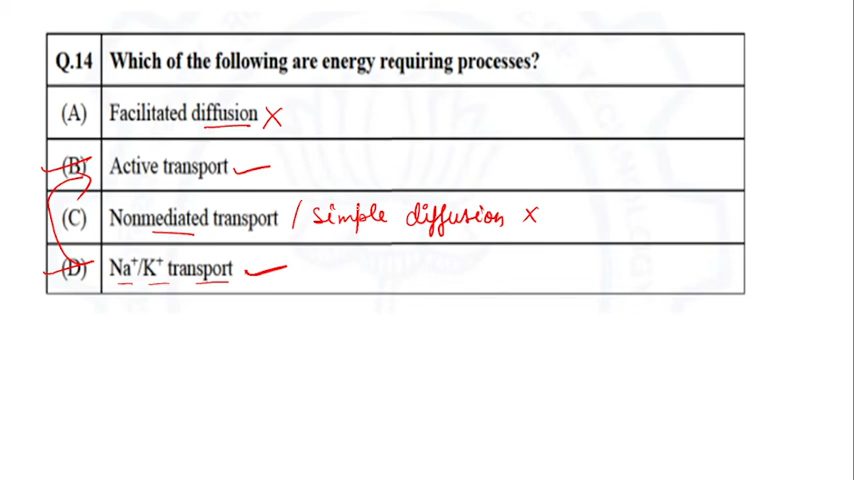 Q.14 Which of the following are energy requiring processes?
(A) Facilitated diffusion ✗
(B) Active transport ✓
(C) Nonmediated transport / simple diffusion ✗
(D) Na⁺/K⁺ transport ✓